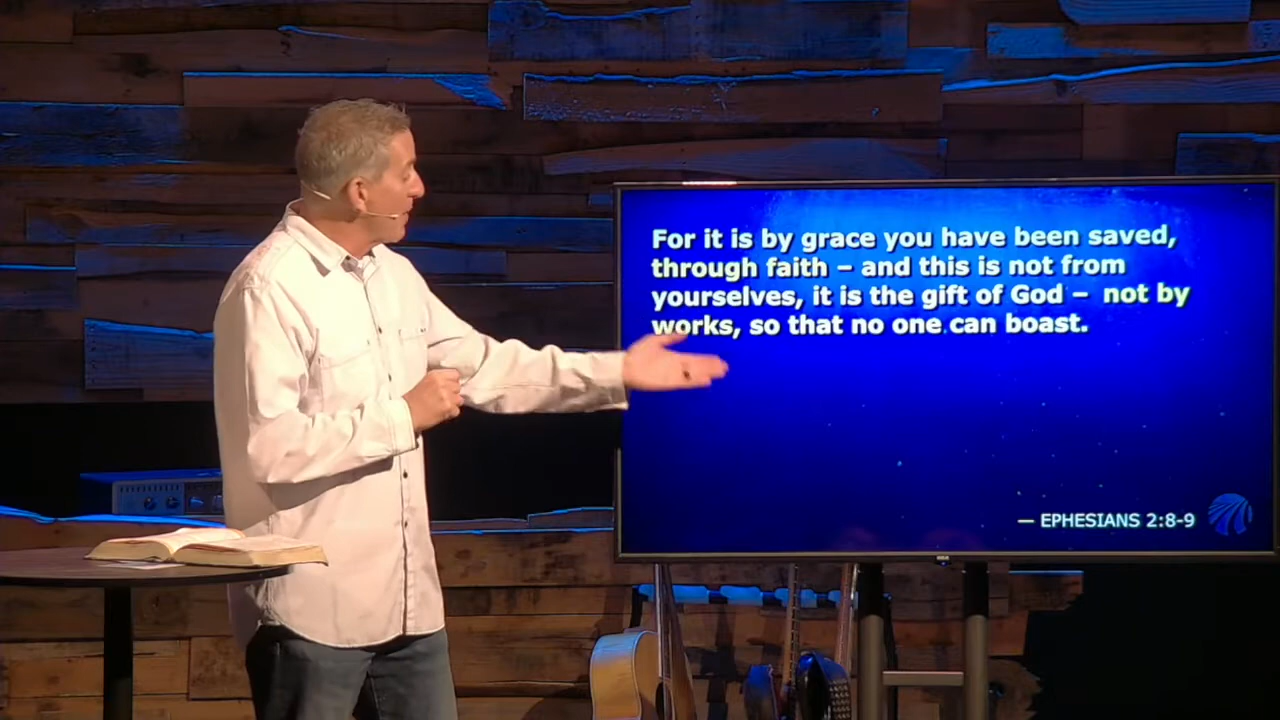 For it is by grace you have been saved,
through faith – and this is not from
yourselves, it is the gift of God –  not by
works, so that no one can boast.
— EPHESIANS 2:8-9